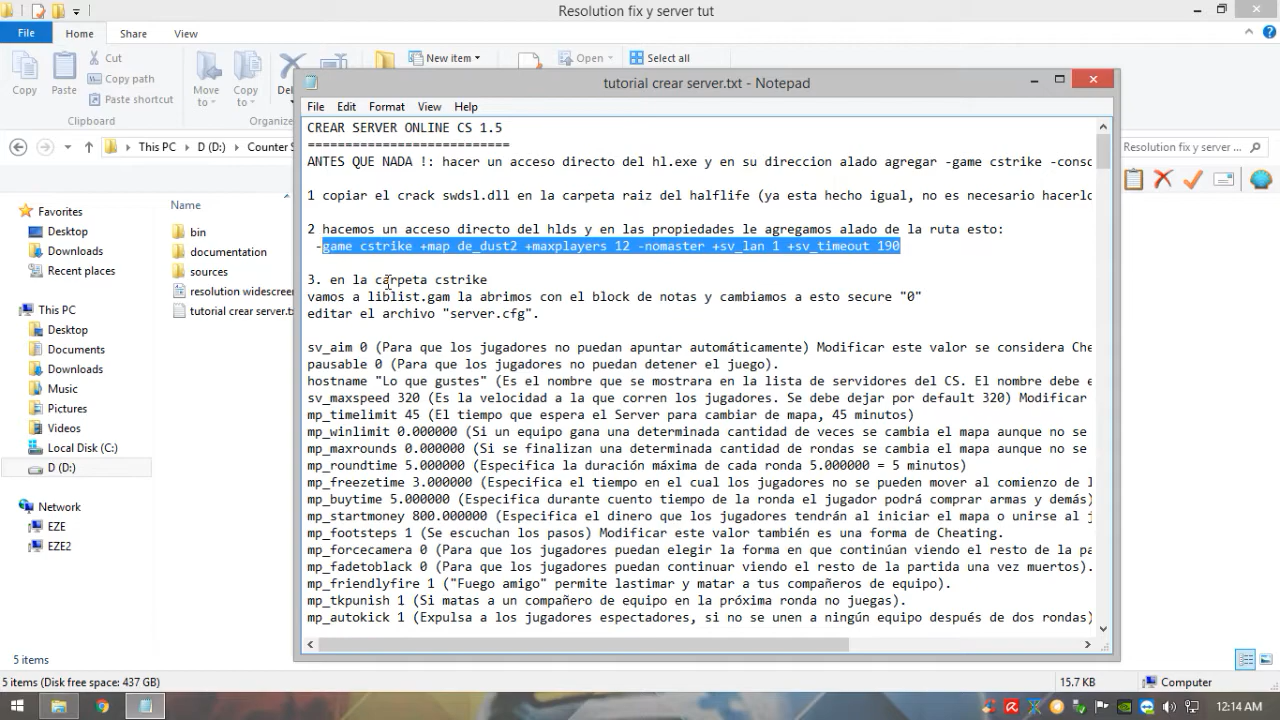 Resolution fix y server tut
File Home Share View
Copy Paste Cut Copy path Paste shortcut Move to Copy to New item Open Select all
Clipboard Organize
This PC D (D:) Counter Resolution fix y server ...
tutorial crear server.txt - Notepad
File Edit Format View Help
CREAR SERVER ONLINE CS 1.5
===========================
ANTES QUE NADA !: hacer un acceso directo del hl.exe y en su direccion alado agregar -game cstrike -consc
1 copiar el crack swdsl.dll en la carpeta raiz del halflife (ya esta hecho igual, no es necesario hacerlo
2 hacemos un acceso directo del hlds y en las propiedades le agregamos alado de la ruta esto:
-game cstrike +map de_dust2 +maxplayers 12 -nomaster +sv_lan 1 +sv_timeout 190
3. en la carpeta cstrike
vamos a liblist.gam la abrimos con el block de notas y cambiamos a esto secure "0"
editar el archivo "server.cfg".
sv_aim 0 (Para que los jugadores no puedan apuntar automáticamente) Modificar este valor se considera Che
pausable 0 (Para que los jugadores no puedan detener el juego).
hostname "Lo que gustes" (Es el nombre que se mostrara en la lista de servidores del CS. El nombre debe e
sv_maxspeed 320 (Es la velocidad a la que corren los jugadores. Se debe dejar por default 320) Modificar
mp_timelimit 45 (El tiempo que espera el Server para cambiar de mapa, 45 minutos)
mp_winlimit 0.000000 (Si un equipo gana una determinada cantidad de veces se cambia el mapa aunque no se
mp_maxrounds 0.000000 (Si se finalizan una determinada cantidad de rondas se cambia el mapa aunque no se
mp_roundtime 5.000000 (Especifica la duración máxima de cada ronda 5.000000 = 5 minutos)
mp_freezetime 3.000000 (Especifica el tiempo en el cual los jugadores no se pueden mover al comienzo de l
mp_buytime 5.000000 (Especifica durante cuento tiempo de la ronda el jugador podrá comprar armas y demás)
mp_startmoney 800.000000 (Especifica el dinero que los jugadores tendrán al iniciar el mapa o unirse al j
mp_footsteps 1 (Se escuchan los pasos) Modificar este valor también es una forma de Cheating.
mp_forcecamera 0 (Para que los jugadores puedan elegir la forma en que continúan viendo el resto de la pa
mp_fadetoblack 0 (Para que los jugadores puedan continuar viendo el resto de la partida una vez muertos).
mp_friendlyfire 1 ("Fuego amigo" permite lastimar y matar a tus compañeros de equipo).
mp_tkpunish 1 (Si matas a un compañero de equipo en la próxima ronda no juegas).
mp_autokick 1 (Expulsa a los jugadores espectadores, si no se unen a ningún equipo después de dos rondas)
Favorites
Desktop
Downloads
Recent places
This PC
Desktop
Documents
Downloads
Music
Pictures
Videos
Local Disk (C:)
D (D:)
Network
EZE
EZE2
Name
bin
sources
resolution widescreen
tutorial crear server.tx
5 items
5 items (Disk free space: 437 GB) 15.7 KB Computer
12:14 AM